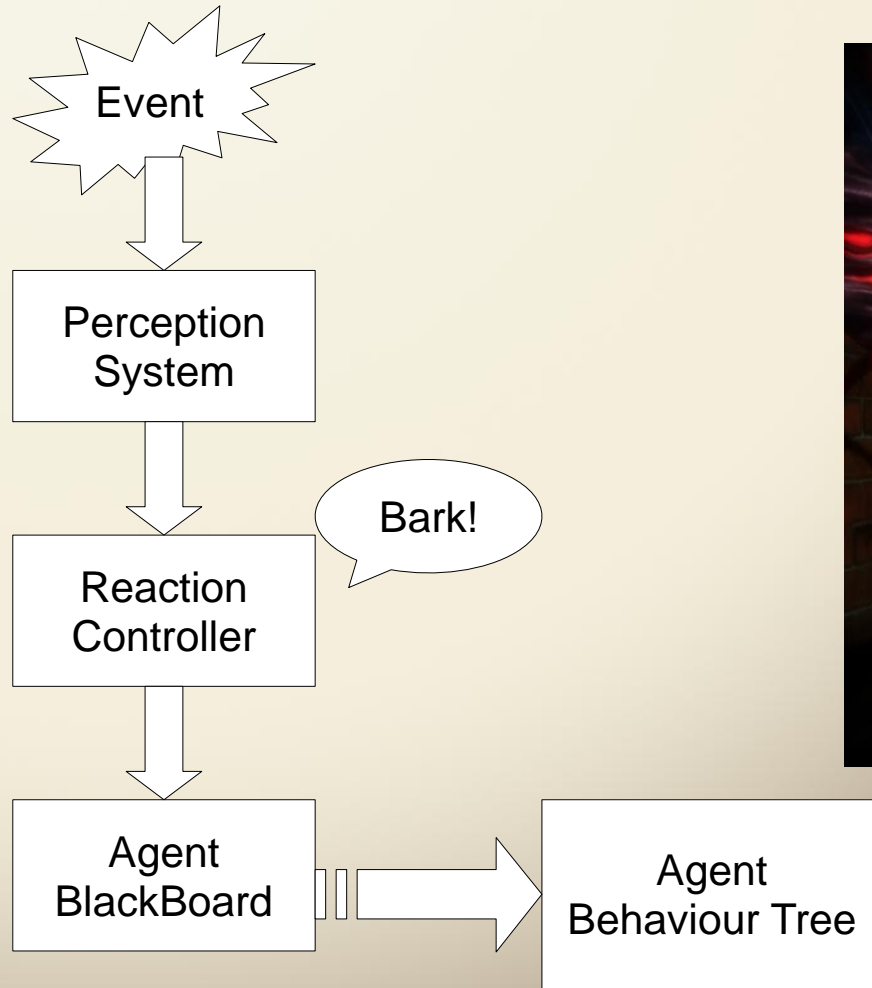 Event
Perception
System
Bark!
Reaction
Controller
Agent
BlackBoard
Agent
Behaviour Tree